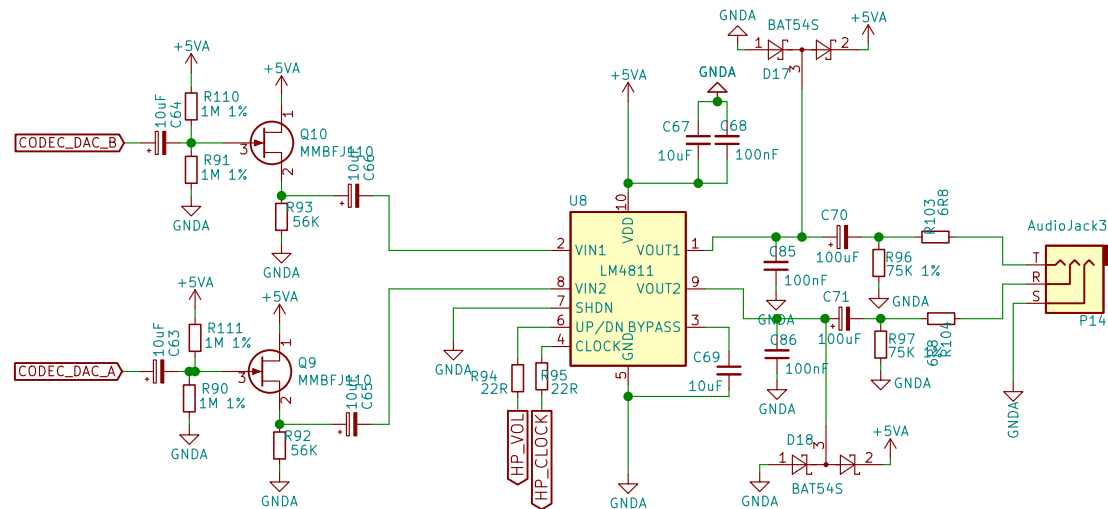 GNDA
BAT54S
+5VA
1
2
D17
3
+5VA
10uF
C64
R110
1M 1%
+5VA
1
CODEC_DAC_B
3
Q10
MMBFJ110
2
R91
1M 1%
GNDA
10uF
C66
R93
56K
GNDA
+5VA
GNDA
C67
C68
10uF
100nF
U8
10
VDD
2
VIN1
VOUT1
1
LM4811
8
VIN2
VOUT2
9
7
SHDN
6
UP/DN
BYPASS
3
4
CLOCK
GND
5
GNDA
C85
100nF
GNDA
C70
100uF
R103
6R8
R96
75K 1%
GNDA
AudioJack3
T
R
S
P14
GNDA
C71
100uF
R97
75K 1%
GNDA
6R8
R104
C86
100nF
GNDA
C69
10uF
GNDA
R94
22R
R95
22R
HP_VOL
HP_CLOCK
+5VA
10uF
C63
R111
1M 1%
+5VA
1
CODEC_DAC_A
3
Q9
MMBFJ110
2
R90
1M 1%
GNDA
10uF
C65
R92
56K
GNDA
D18
3
+5VA
1
2
GNDA
BAT54S